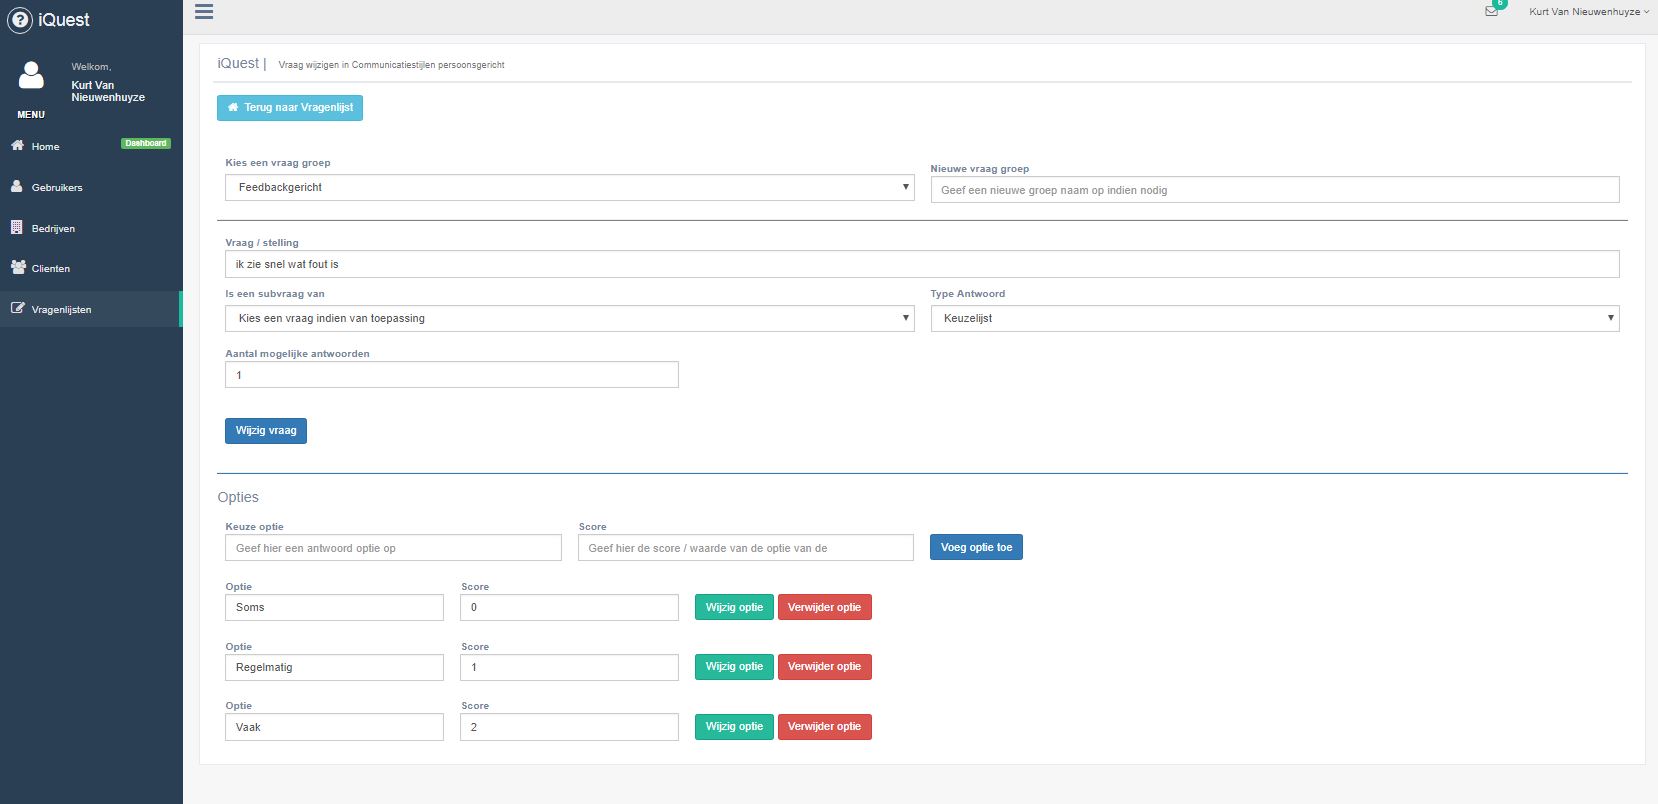 iQuest
6
Kurt Van Nieuwenhuyze
Welkom,
Kurt Van
Nieuwenhuyze
MENU
Home
Dashboard
Gebruikers
Bedrijven
Clienten
Vragenlijsten
iQuest | Vraag wijzigen in Communicatiestijlen persoonsgericht
Terug naar Vragenlijst
Kies een vraag groep
Feedbackgericht
Nieuwe vraag groep
Geef een nieuwe groep naam op indien nodig
Vraag / stelling
ik zie snel wat fout is
Is een subvraag van
Kies een vraag indien van toepassing
Type Antwoord
Keuzelijst
Aantal mogelijke antwoorden
1
Wijzig vraag
Opties
Keuze optie
Geef hier een antwoord optie op
Score
Geef hier de score / waarde van de optie van de
Voeg optie toe
Optie
Score
Soms
0
Wijzig optie
Verwijder optie
Optie
Score
Regelmatig
1
Wijzig optie
Verwijder optie
Optie
Score
Vaak
2
Wijzig optie
Verwijder optie